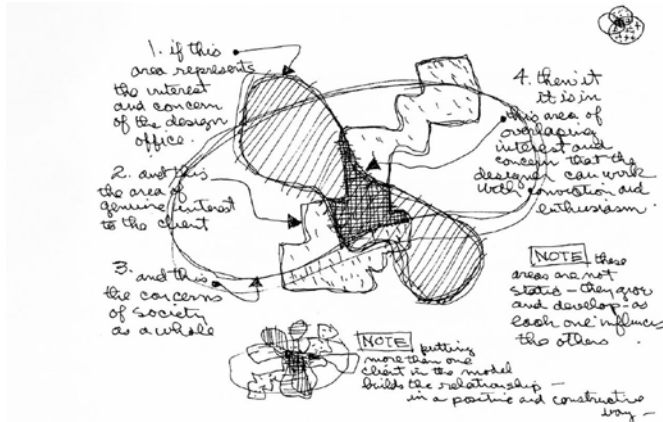 1. if this
area represents
the interest
and concern
of the design
office.
2. and this
the area of
genuine interest
to the client
3. and this
the concerns
of society
as a whole
4. then it
it is in
this area of
overlapping
interest and
concern that the
designer can work
with conviction and
enthusiasm
NOTE these
areas are not
static – they grow
and develop – as
each one influences
the others
NOTE putting
more than one
client in the model
builds the relationship –
in a positive and constructive
way –